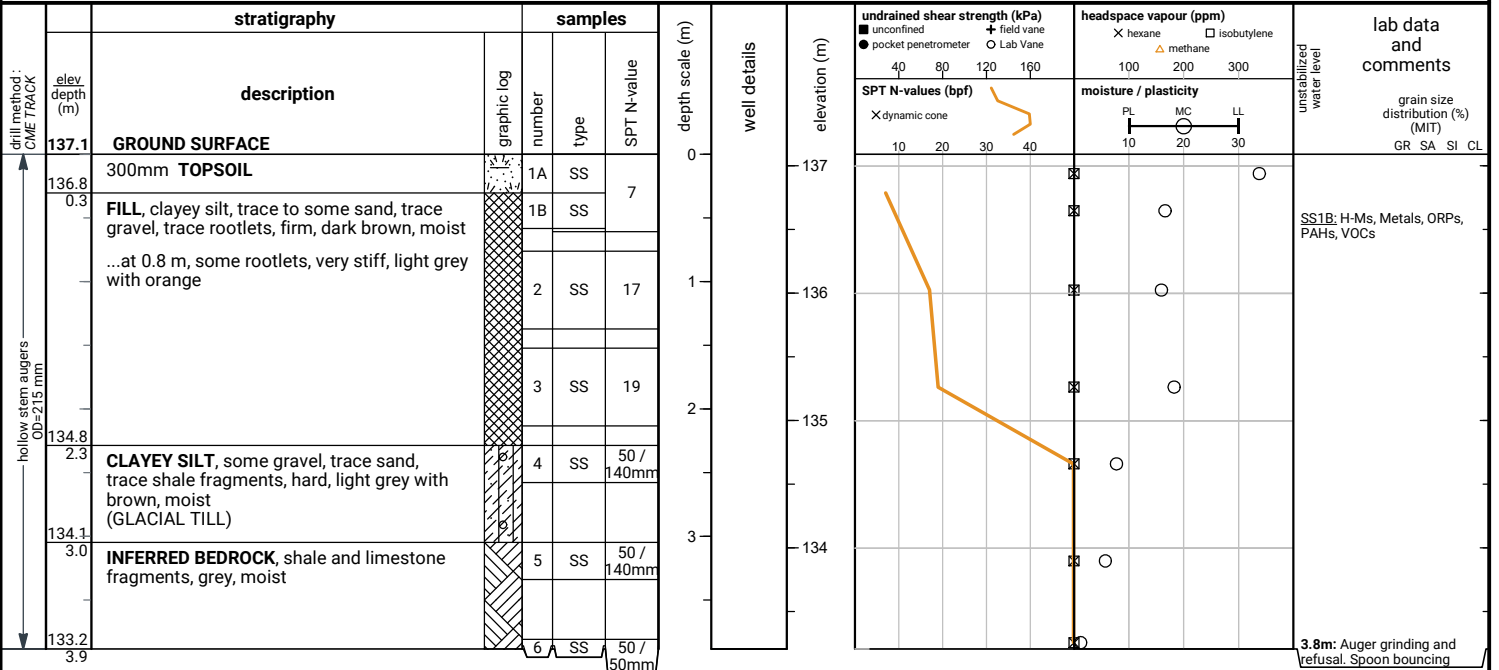 stratigraphy
samples
undrained shear strength (kPa)
unconfined
field vane
pocket penetrometer
Lab Vane
40 80 120 160
headspace vapour (ppm)
hexane
isobutylene
methane
100 200 300
lab data
and
comments
drill method :
CME TRACK
elev
depth
(m)
description
graphic log
number
type
SPT N-value
depth scale (m)
well details
elevation (m)
SPT N-values (bpf)
dynamic cone
10 20 30 40
moisture / plasticity
PL MC LL
10 20 30
unstabilized
water level
grain size
distribution (%)
(MIT)
GR SA SI CL
137.1 GROUND SURFACE
0
137
300mm TOPSOIL
1A SS
7
136.8
0.3
FILL, clayey silt, trace to some sand, trace
gravel, trace rootlets, firm, dark brown, moist
1B SS
SS1B: H-Ms, Metals, ORPs,
PAHs, VOCs
...at 0.8 m, some rootlets, very stiff, light grey
with orange
1
2 SS 17
136
hollow stem augers
OD=215 mm
3 SS 19
2
135
134.8
2.3
CLAYEY SILT, some gravel, trace sand,
trace shale fragments, hard, light grey with
brown, moist
(GLACIAL TILL)
4 SS 50 /
140mm
134.1
3.0
3
134
INFERRED BEDROCK, shale and limestone
fragments, grey, moist
5 SS 50 /
140mm
133.2
3.9
6 SS 50 /
50mm
3.8m: Auger grinding and
refusal. Spoon bouncing